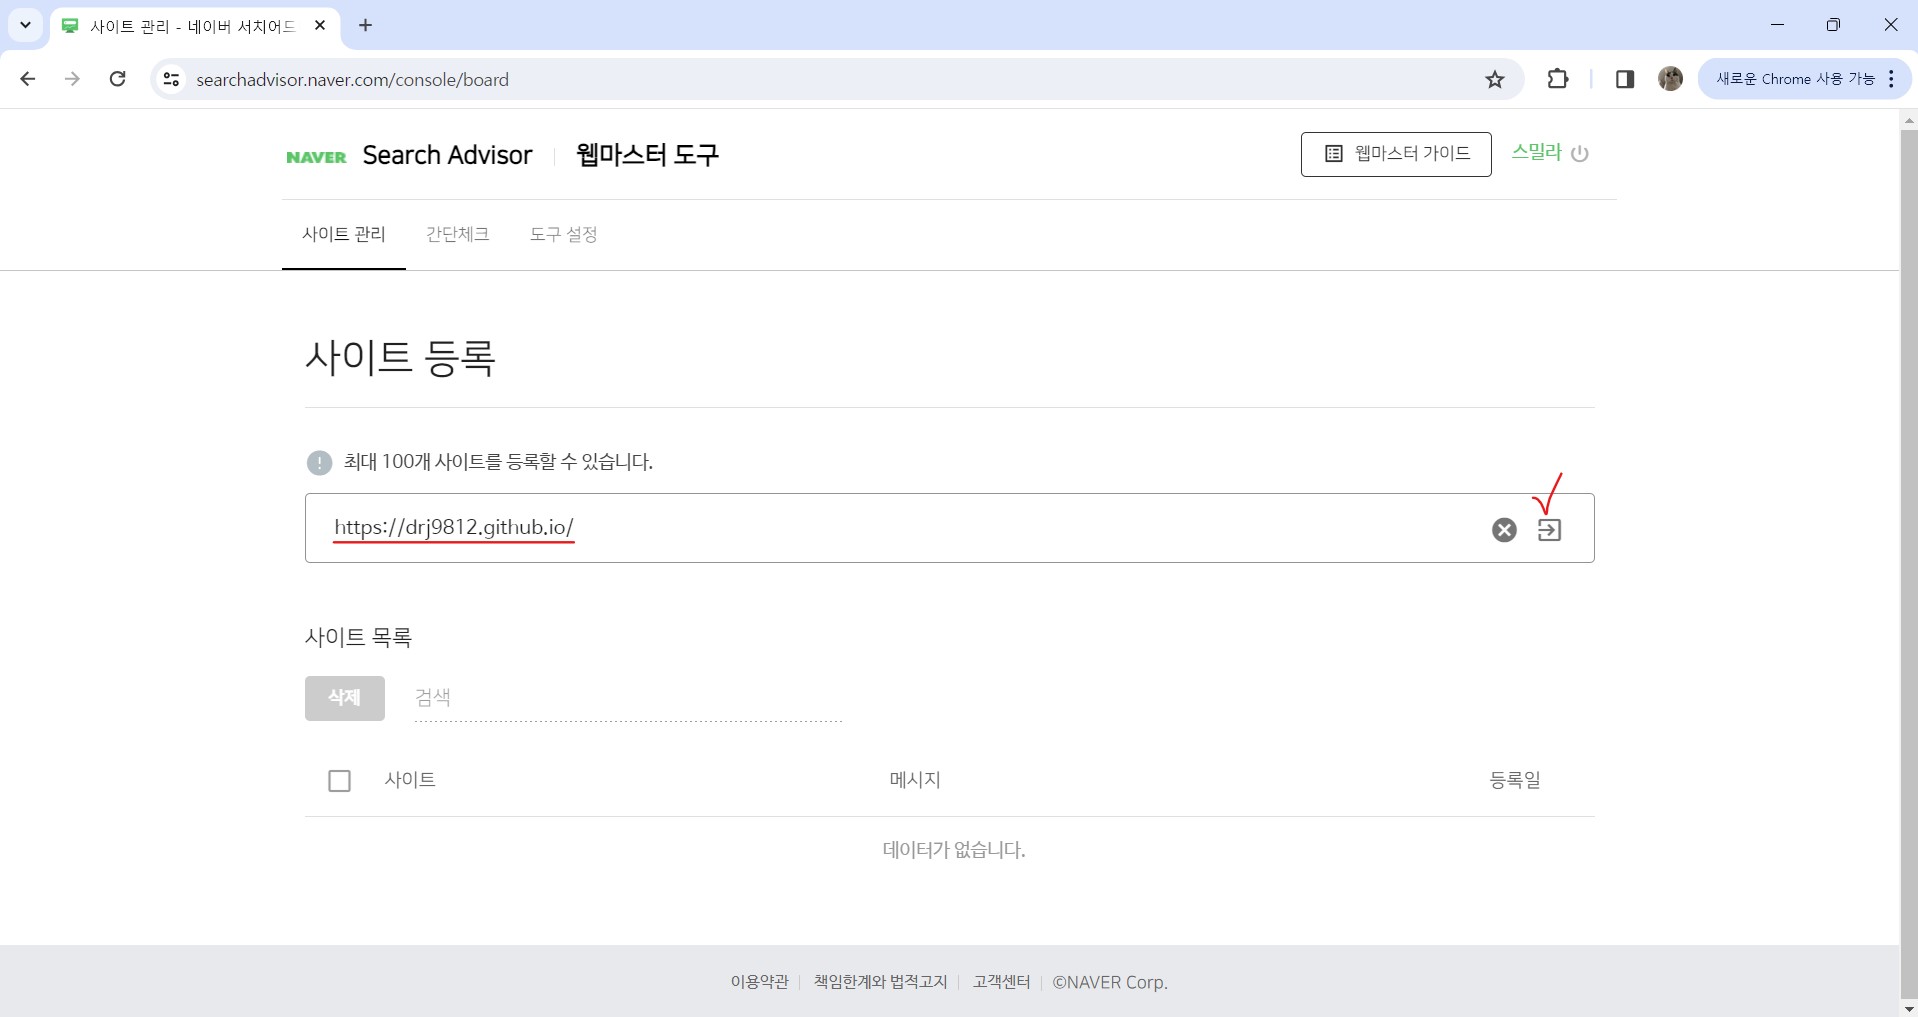 사이트 관리 - 네이버 서치어드
searchadvisor.naver.com/console/board
새로운 Chrome 사용 가능
NAVER Search Advisor 웹마스터 도구
웹마스터 가이드
스밀라
사이트 관리 간단체크 도구 설정
사이트 등록
최대 100개 사이트를 등록할 수 있습니다.
https://drj9812.github.io/
사이트 목록
삭제 검색
사이트 메시지 등록일
데이터가 없습니다.
이용약관 책임한계와 법적고지 고객센터 ©NAVER Corp.